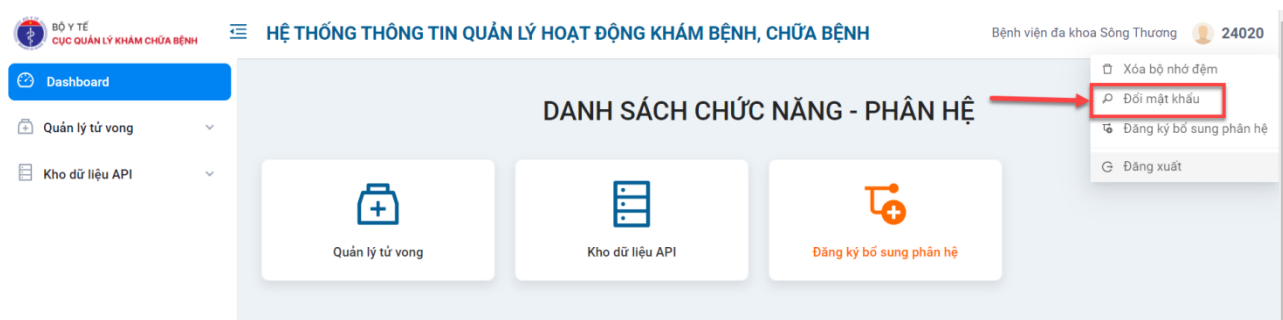 BỘ Y TẾ
CỤC QUẢN LÝ KHÁM CHỮA BỆNH
HỆ THỐNG THÔNG TIN QUẢN LÝ HOẠT ĐỘNG KHÁM BỆNH, CHỮA BỆNH
Bệnh viện đa khoa Sông Thương
24020
Dashboard
Quản lý tử vong
Kho dữ liệu API
DANH SÁCH CHỨC NĂNG - PHÂN HỆ
Xóa bộ nhớ đệm
Đổi mật khẩu
Đăng ký bổ sung phân hệ
Đăng xuất
Quản lý tử vong
Kho dữ liệu API
Đăng ký bổ sung phân hệ